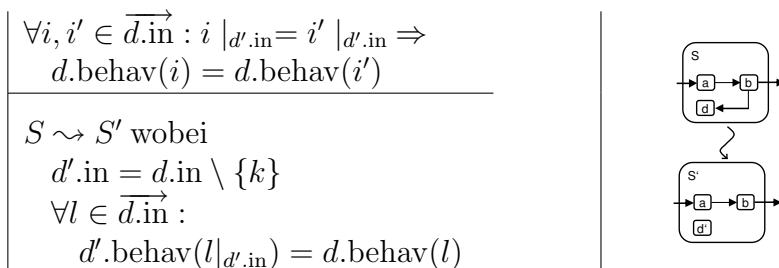 ∀i, i′ ∈ \overrightarrow{d.in} : i |_{d′.in} = i′ |_{d′.in} ⇒
d.behav(i) = d.behav(i′)
S ⇝ S′ wobei
d′.in = d.in \ {k}
∀l ∈ \overrightarrow{d.in} :
d′.behav(l|_{d′.in}) = d.behav(l)
S
a b
d
S'
a b
d'